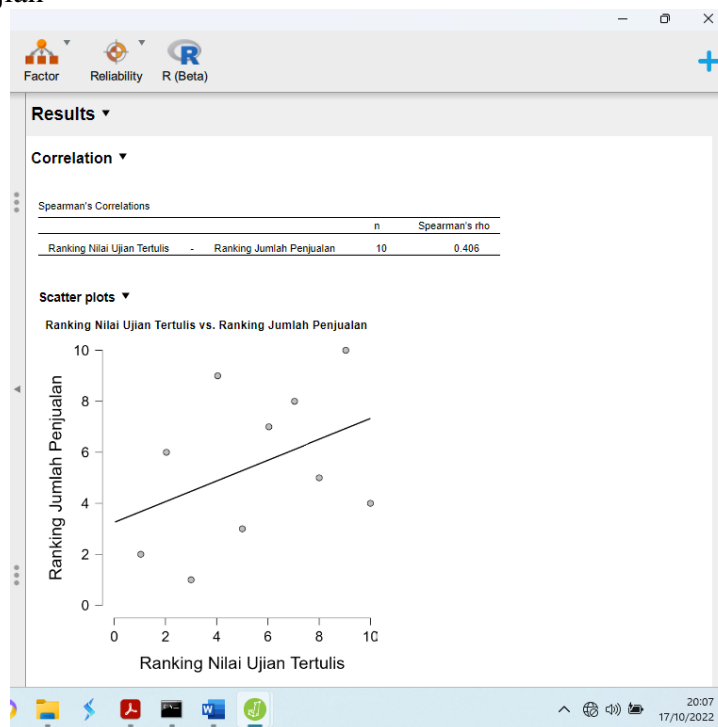 Factor Reliability R (Beta)
Results
Correlation
Spearman's Correlations
n Spearman's rho
Ranking Nilai Ujian Tertulis - Ranking Jumlah Penjualan 10 0.406
Scatter plots
Ranking Nilai Ujian Tertulis vs. Ranking Jumlah Penjualan
Ranking Jumlah Penjualan
10
8
6
4
2
0
0 2 4 6 8 10
Ranking Nilai Ujian Tertulis
20:07
17/10/2022